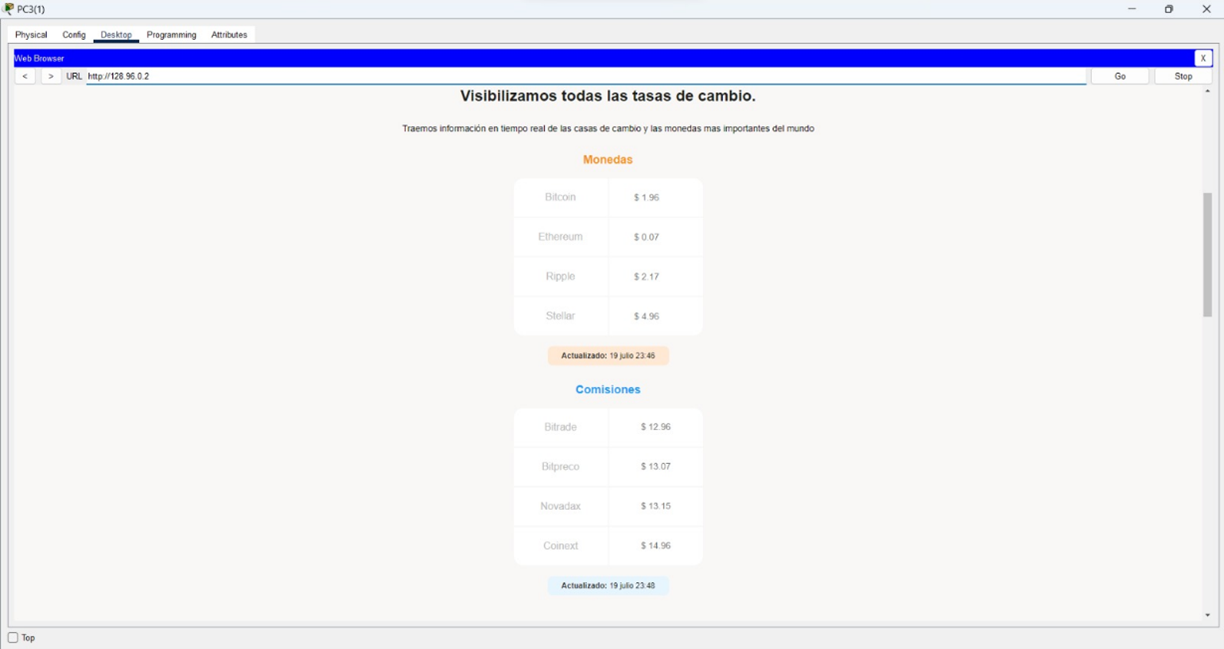 PC3(1)
Physical Config Desktop Programming Attributes
Web Browser X
< > URL http://128.96.0.2 Go Stop
Visibilizamos todas las tasas de cambio.
Traemos información en tiempo real de las casas de cambio y las monedas mas importantes del mundo
Monedas
Bitcoin $ 1.96
Ethereum $ 0.07
Ripple $ 2.17
Stellar $ 4.96
Actualizado: 19 julio 23:46
Comisiones
Bitrade $ 12.96
Bitpreco $ 13.07
Novadax $ 13.15
Coinext $ 14.96
Actualizado: 19 julio 23:48
Top